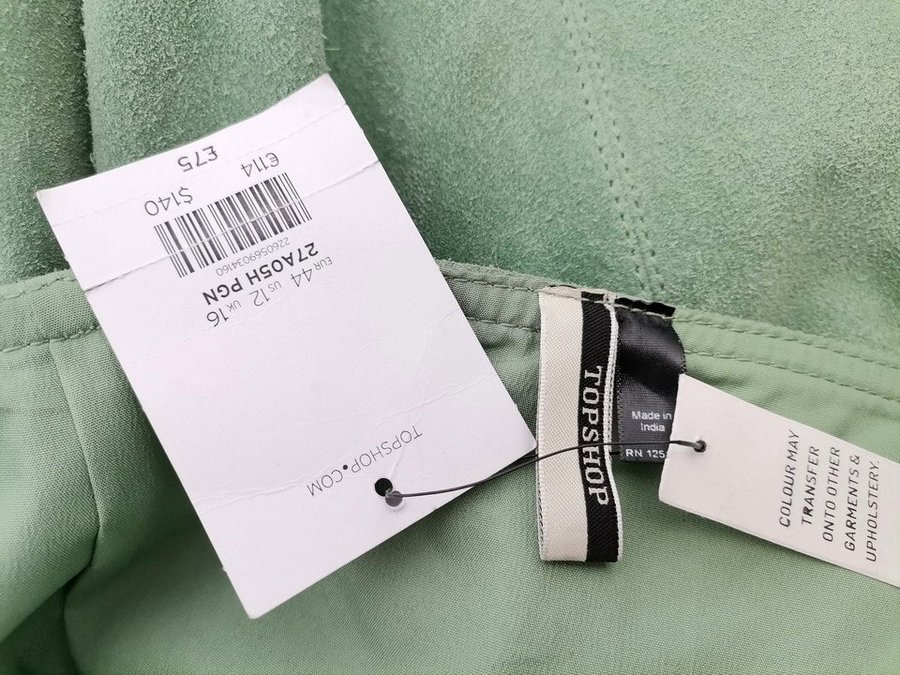 TOPSHOP.COM
EUR 44 US 12 UK 16
27A05H PGN
2260569034160
$140 €114
£75
TOPSHOP
Made in
India
RN 125
COLOUR MAY
TRANSFER
ONTO OTHER
GARMENTS &
UPHOLSTERY.